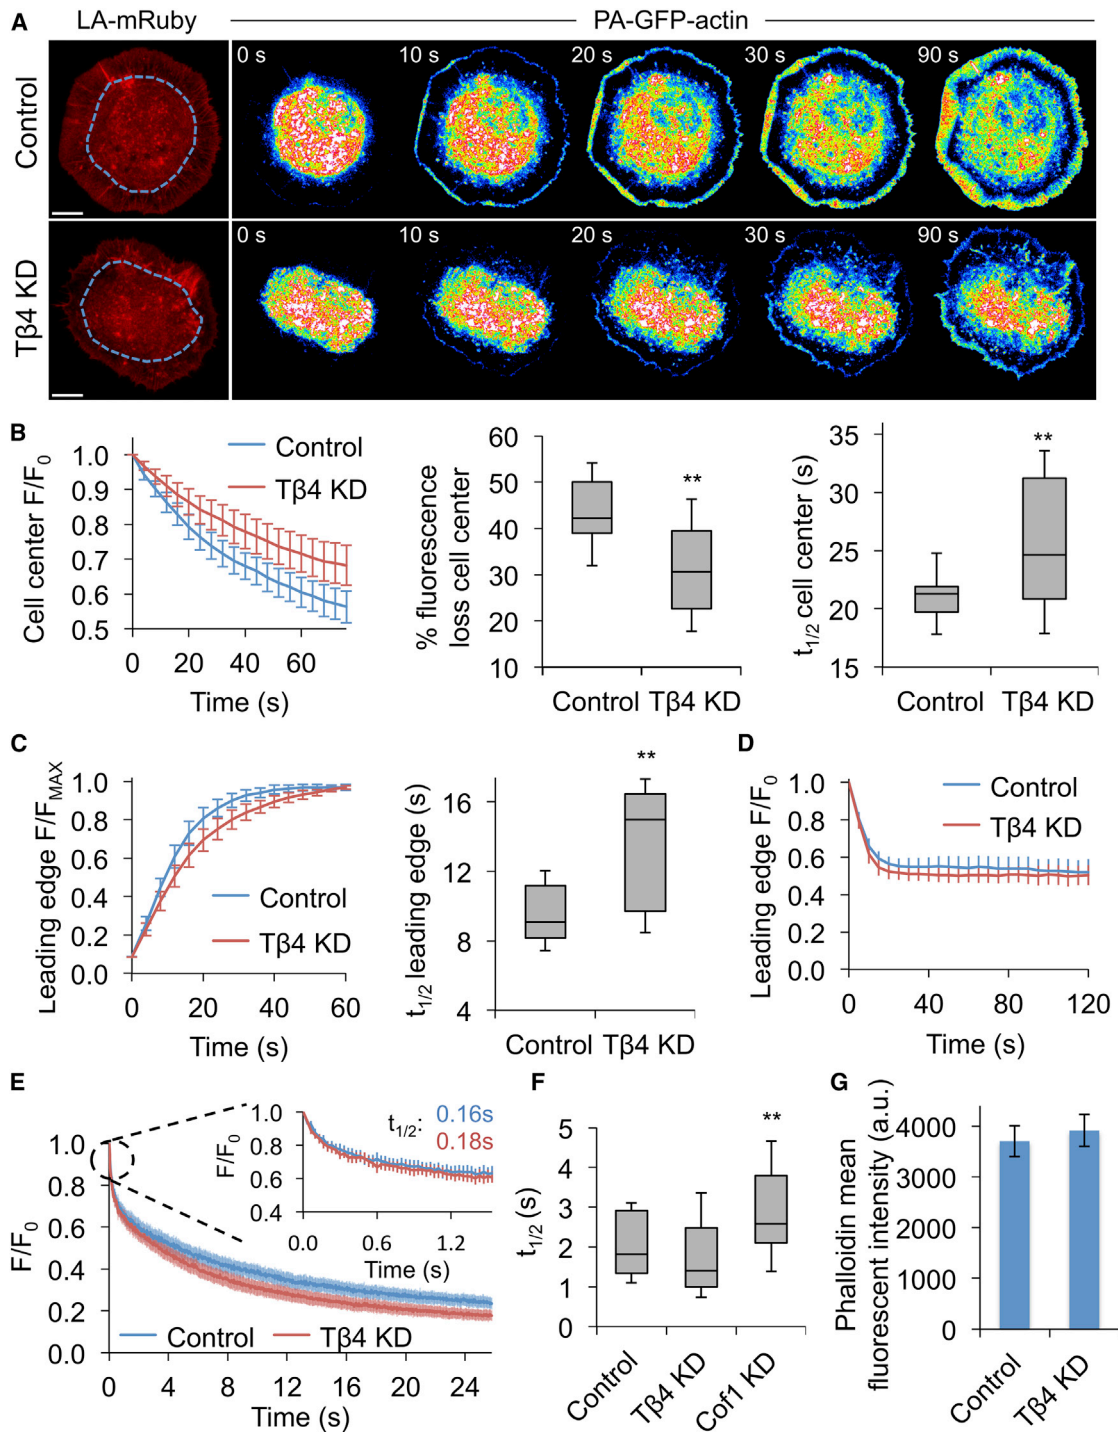 A
LA-mRuby
PA-GFP-actin
Control
0 s
10 s
20 s
30 s
90 s
Tβ4 KD
0 s
10 s
20 s
30 s
90 s
B
Cell center F/F0
1.0
0.9
0.8
0.7
0.6
0.5
0 20 40 60
Time (s)
Control
Tβ4 KD
% fluorescence
loss cell center
60
50
40
30
20
10
**
Control Tβ4 KD
t1/2 cell center (s)
35
30
25
20
15
**
Control Tβ4 KD
C
Leading edge F/FMAX
1.0
0.8
0.6
0.4
0.2
0.0
0 20 40 60
Time (s)
Control
Tβ4 KD
t1/2 leading edge (s)
16
12
8
4
**
Control Tβ4 KD
D
Leading edge F/F0
1.0
0.8
0.6
0.4
0.2
0.0
0 40 80 120
Time (s)
Control
Tβ4 KD
E
F/F0
1.0
0.8
0.6
0.4
0.2
0.0
0 4 8 12 16 20 24
Time (s)
Control
Tβ4 KD
F/F0
1.0
0.8
0.6
0.4
0.0 0.6 1.2
Time (s)
t1/2: 0.16s
0.18s
F
t1/2 (s)
5
4
3
2
1
0
**
Control
Tβ4 KD
Cof1 KD
G
Phalloidin mean
fluorescent intensity (a.u.)
4000
3000
2000
1000
0
Control
Tβ4 KD